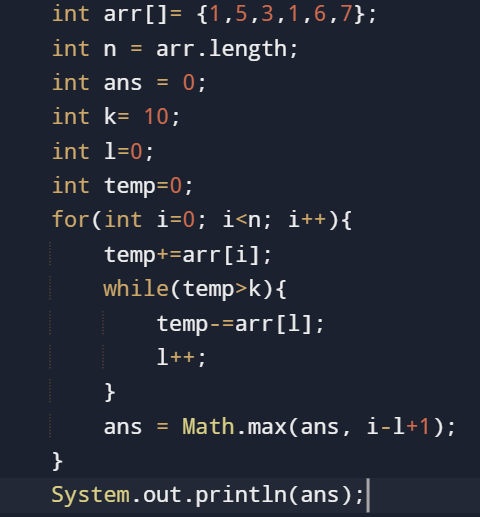 int arr[]= {1,5,3,1,6,7};
int n = arr.length;
int ans = 0;
int k= 10;
int l=0;
int temp=0;
for(int i=0; i<n; i++){
temp+=arr[i];
while(temp>k){
temp-=arr[l];
l++;
}
ans = Math.max(ans, i-l+1);
}
System.out.println(ans);